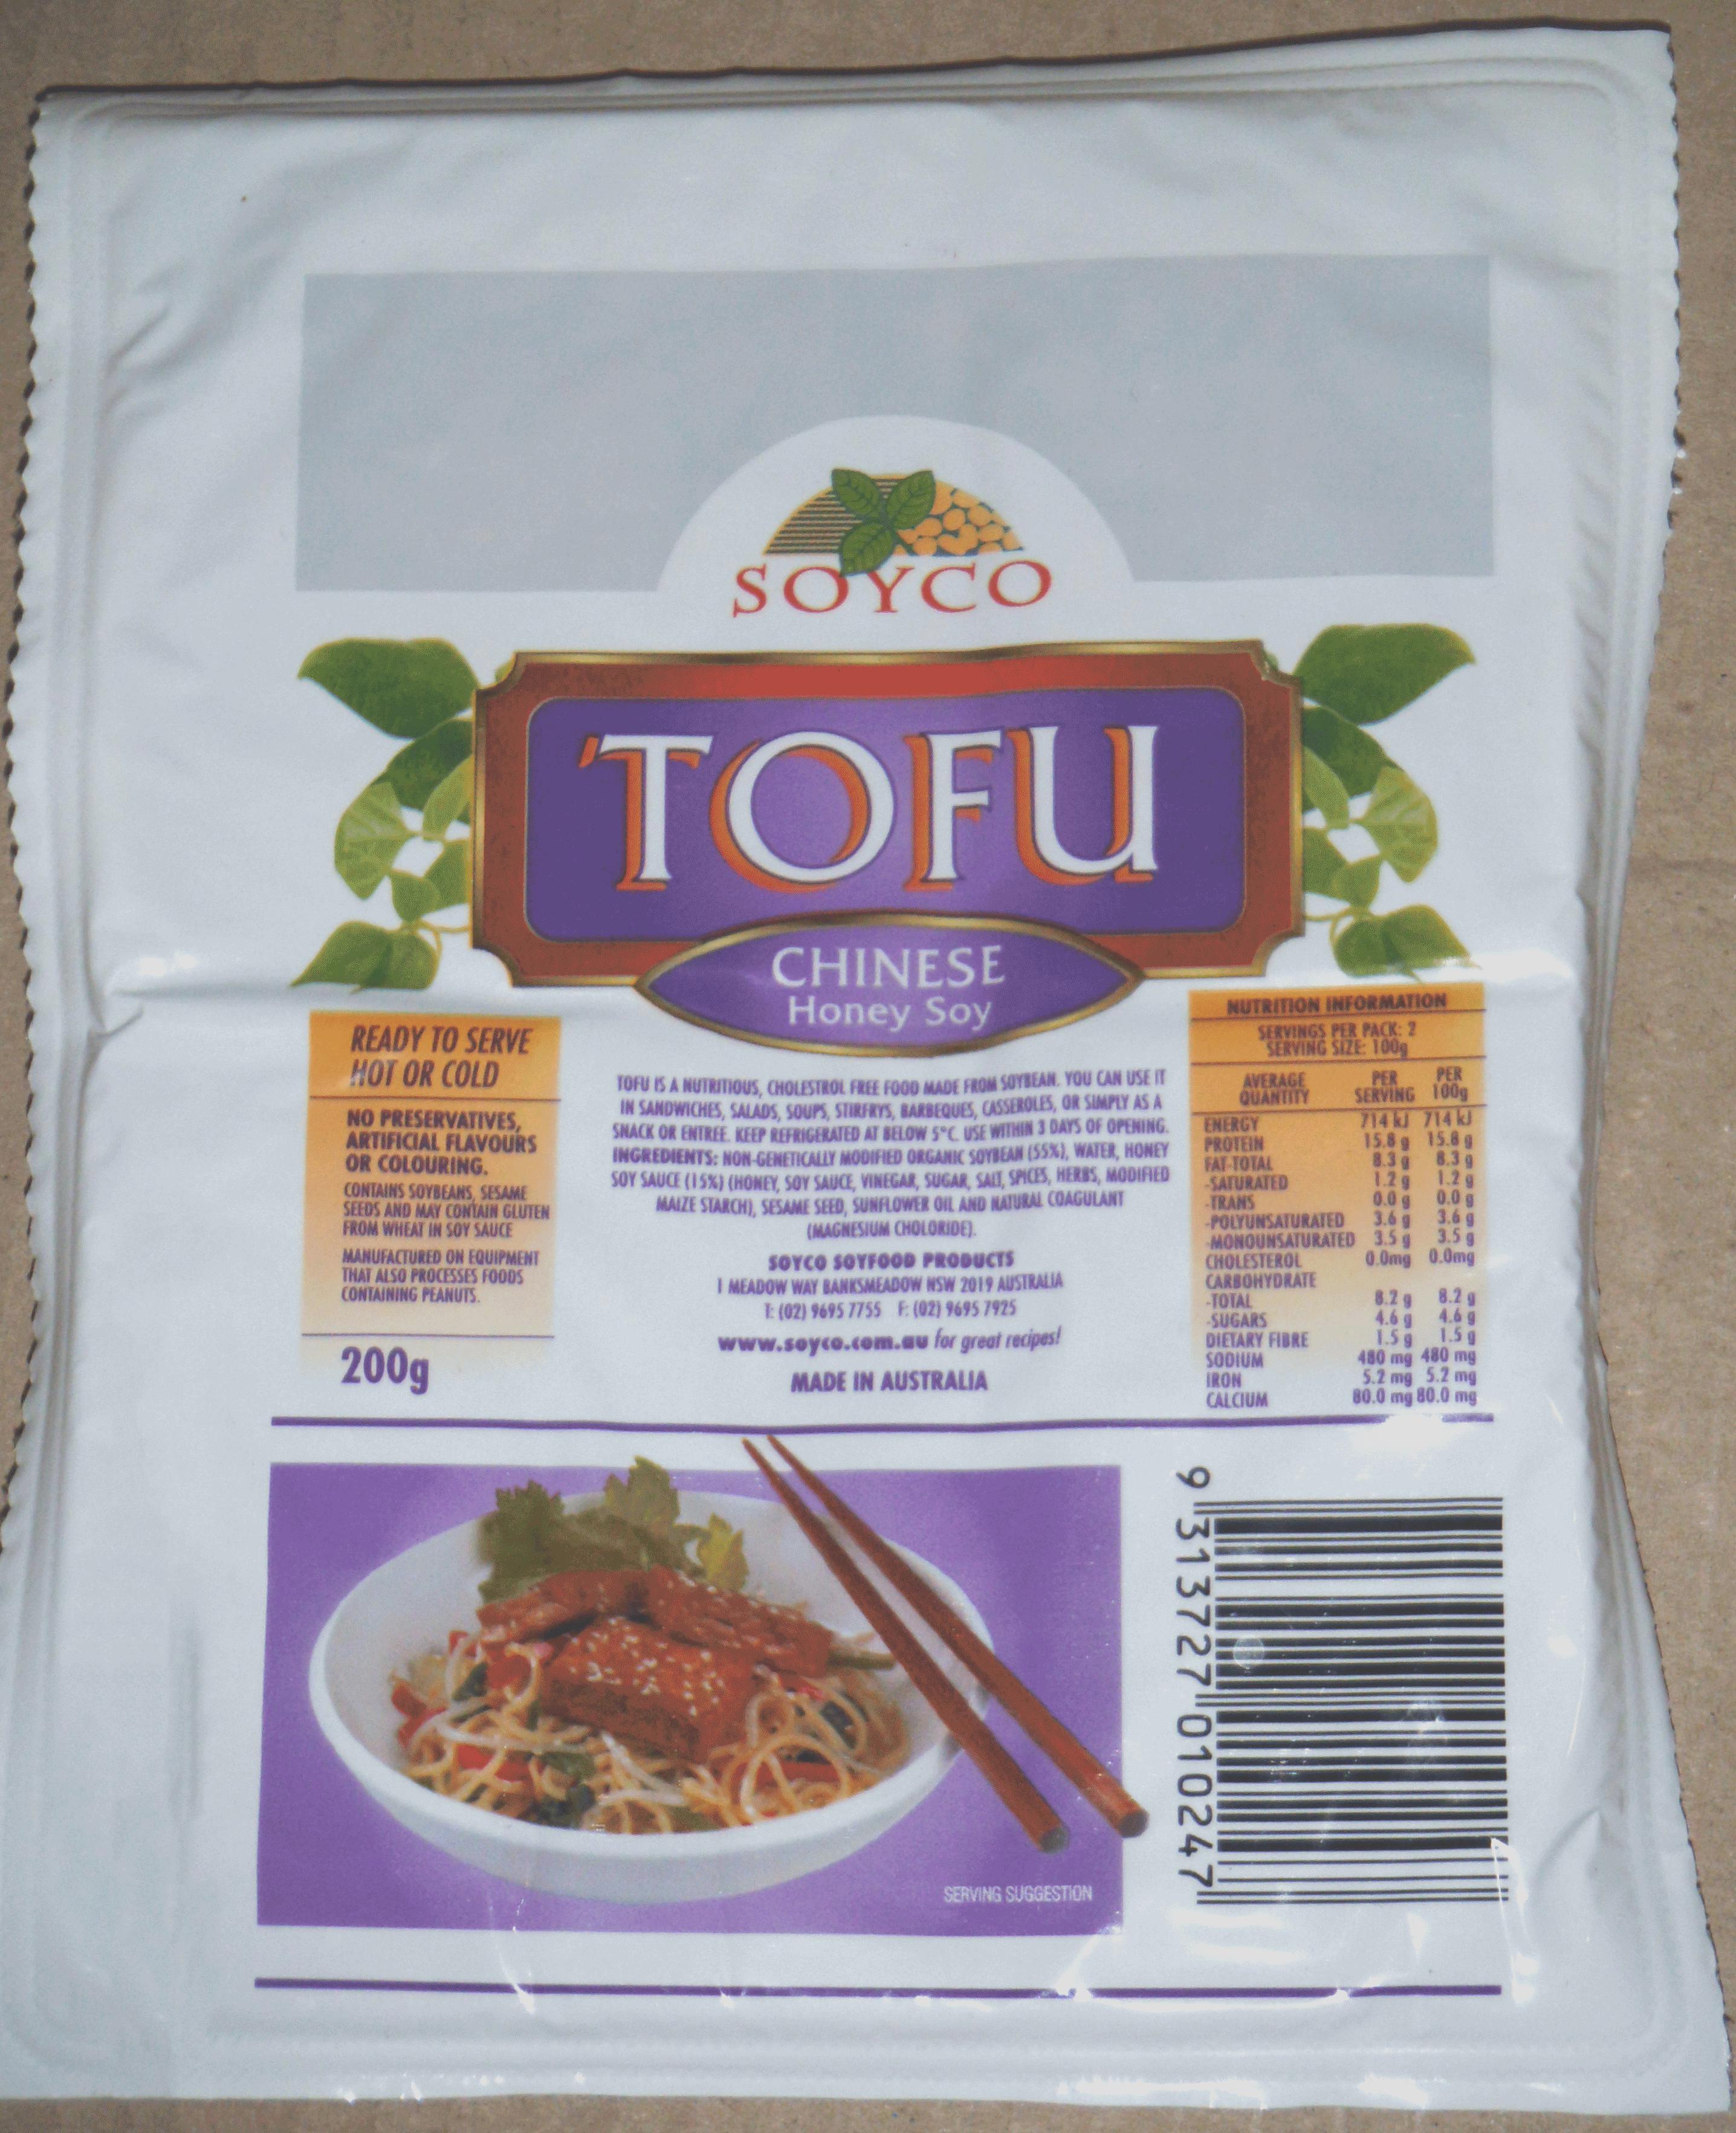 SOYCO
TOFU
CHINESE
Honey Soy
READY TO SERVE
HOT OR COLD
NO PRESERVATIVES,
ARTIFICIAL FLAVOURS
OR COLOURING.
CONTAINS SOYBEANS, SESAME
SEEDS AND MAY CONTAIN GLUTEN
FROM WHEAT IN SOY SAUCE
MANUFACTURED ON EQUIPMENT
THAT ALSO PROCESSES FOODS
CONTAINING PEANUTS.
200g
TOFU IS A NUTRITIOUS, CHOLESTROL FREE FOOD MADE FROM SOYBEAN. YOU CAN USE IT
IN SANDWICHES, SALADS, SOUPS, STIRFRYS, BARBEQUES, CASSEROLES, OR SIMPLY AS A
SNACK OR ENTREE. KEEP REFRIGERATED AT BELOW 5°C. USE WITHIN 3 DAYS OF OPENING.
INGREDIENTS: NON-GENETICALLY MODIFIED ORGANIC SOYBEAN (55%), WATER, HONEY
SOY SAUCE (15%) (HONEY, SOY SAUCE, VINEGAR, SUGAR, SALT, SPICES, HERBS, MODIFIED
MAIZE STARCH), SESAME SEED, SUNFLOWER OIL AND NATURAL COAGULANT
(MAGNESIUM CHOLORIDE).
SOYCO SOYFOOD PRODUCTS
1 MEADOW WAY BANKSMEADOW NSW 2019 AUSTRALIA
T: (02) 9695 7755 F: (02) 9695 7925
www.soyco.com.au for great recipes!
MADE IN AUSTRALIA
NUTRITION INFORMATION
SERVINGS PER PACK: 2
SERVING SIZE: 100g
AVERAGE QUANTITY PER SERVING PER 100g
ENERGY 714 kJ 714 kJ
PROTEIN 15.8 g 15.8 g
FAT-TOTAL 8.3 g 8.3 g
-SATURATED 1.2 g 1.2 g
-TRANS 0.0 g 0.0 g
-POLYUNSATURATED 3.6 g 3.6 g
-MONOUNSATURATED 3.5 g 3.5 g
CHOLESTEROL 0.0mg 0.0mg
CARBOHYDRATE
-TOTAL 8.2 g 8.2 g
-SUGARS 4.6 g 4.6 g
DIETARY FIBRE 1.5 g 1.5 g
SODIUM 480 mg 480 mg
IRON 5.2 mg 5.2 mg
CALCIUM 80.0 mg 80.0 mg
SERVING SUGGESTION
9 313727 010247